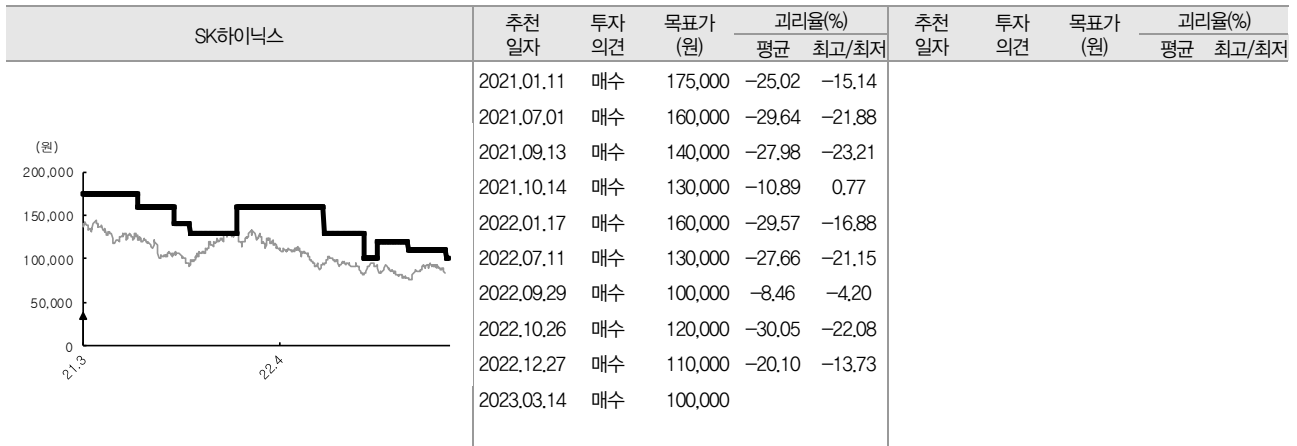 SK하이닉스 추천 일자 투자 의견 목표가 (원) 괴리율(%) 평균 최고/최저 추천 일자 투자 의견 목표가 (원) 괴리율(%) 평균 최고/최저
(원)
200,000
150,000
100,000
50,000
0
21.3 22.4
2021.01.11 매수 175,000 −25.02 −15.14
2021.07.01 매수 160,000 −29.64 −21.88
2021.09.13 매수 140,000 −27.98 −23.21
2021.10.14 매수 130,000 −10.89 0.77
2022.01.17 매수 160,000 −29.57 −16.88
2022.07.11 매수 130,000 −27.66 −21.15
2022.09.29 매수 100,000 −8.46 −4.20
2022.10.26 매수 120,000 −30.05 −22.08
2022.12.27 매수 110,000 −20.10 −13.73
2023.03.14 매수 100,000